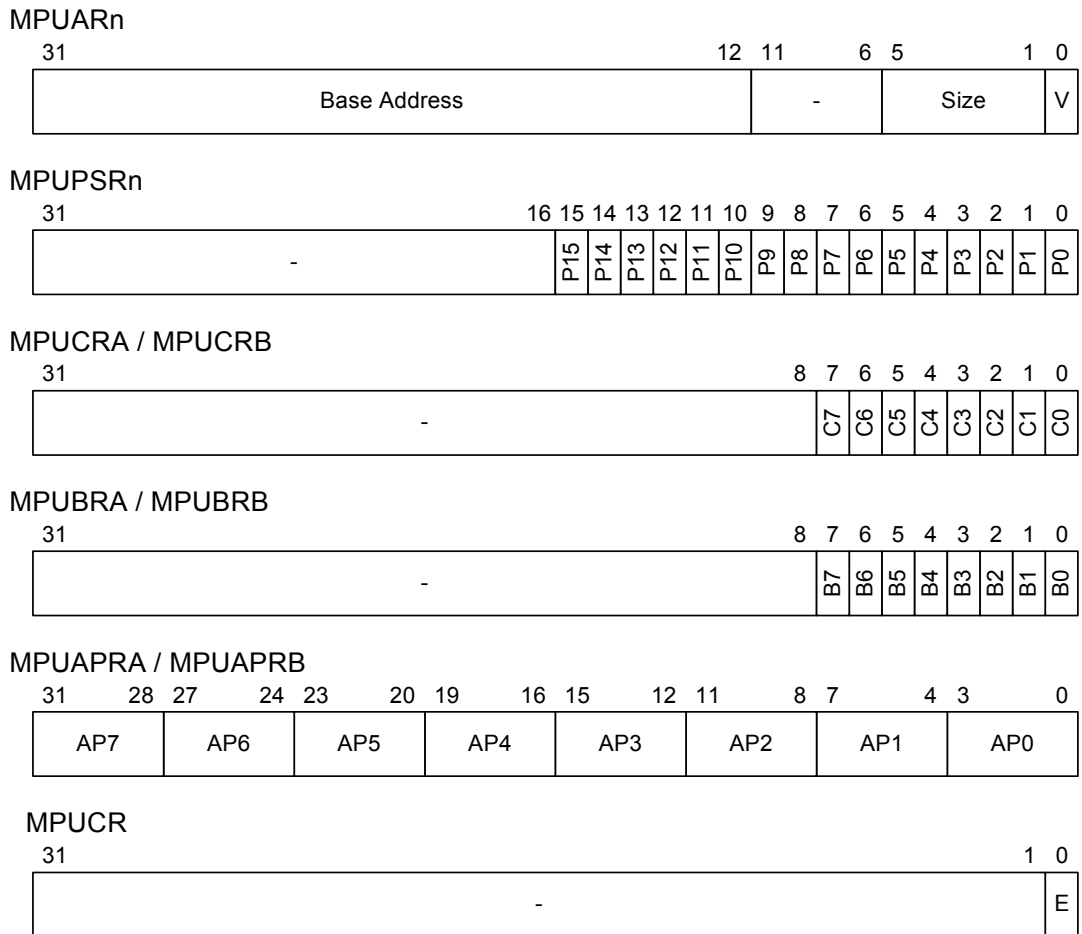 MPUARn
31 12 11 6 5 1 0
Base Address - Size V
MPUPSRn
31 16 15 14 13 12 11 10 9 8 7 6 5 4 3 2 1 0
- P15 P14 P13 P12 P11 P10 P9 P8 P7 P6 P5 P4 P3 P2 P1 P0
MPUCRA / MPUCRB
31 8 7 6 5 4 3 2 1 0
- C7 C6 C5 C4 C3 C2 C1 C0
MPUBRA / MPUBRB
31 8 7 6 5 4 3 2 1 0
- B7 B6 B5 B4 B3 B2 B1 B0
MPUAPRA / MPUAPRB
31 28 27 24 23 20 19 16 15 12 11 8 7 4 3 0
AP7 AP6 AP5 AP4 AP3 AP2 AP1 AP0
MPUCR
31 1 0
- E